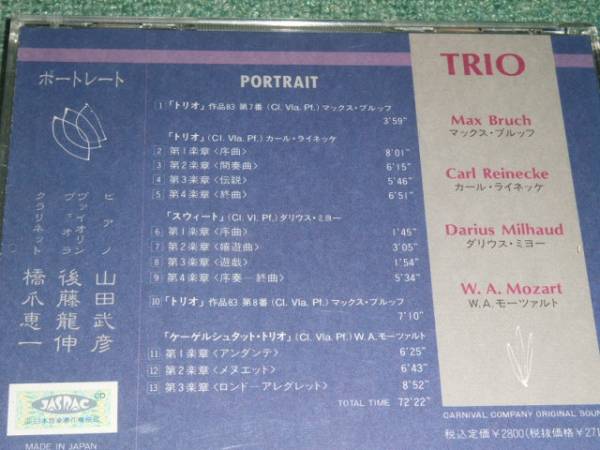 ポートレート
ピアノ 山田武彦
ヴァイオリン ヴィオラ 後藤龍伸
クラリネット 橋爪恵一
JASRAC
CD
MADE IN JAPAN
PORTRAIT
1 「トリオ」作品83 第7番 (Cl. Vla. Pf.) マックス・ブルッフ
3'59"
「トリオ」(Cl. Vla. Pf.) カール・ライネッケ
2 第1楽章〈序曲〉 8'01"
3 第2楽章〈間奏曲〉 6'15"
4 第3楽章〈伝説〉 5'46"
5 第4楽章〈終曲〉 6'51"
「スウィート」(Cl. Vl. Pf.) ダリウス・ミヨー
6 第1楽章〈序曲〉 1'45"
7 第2楽章〈嬉遊曲〉 3'05"
8 第3楽章〈遊戯〉 1'54"
9 第4楽章〈序奏―終曲〉 5'34"
10 「トリオ」作品83 第8番 (Cl. Vla. Pf.) マックス・ブルッフ
7'10"
「ケーゲルシュタット・トリオ」(Cl. Vla. Pf.) W.A.モーツァルト
11 第1楽章〈アンダンテ〉 6'25"
12 第2楽章〈メヌエット〉 6'43"
13 第3楽章〈ロンド―アレグレット〉 8'52"
TOTAL TIME 72'22"
TRIO
Max Bruch
マックス・ブルッフ
Carl Reinecke
カール・ライネッケ
Darius Milhaud
ダリウス・ミヨー
W. A. Mozart
W.A.モーツァルト
CARNIVAL COMPANY ORIGINAL SOUN
税込定価¥2800(税抜価格¥271